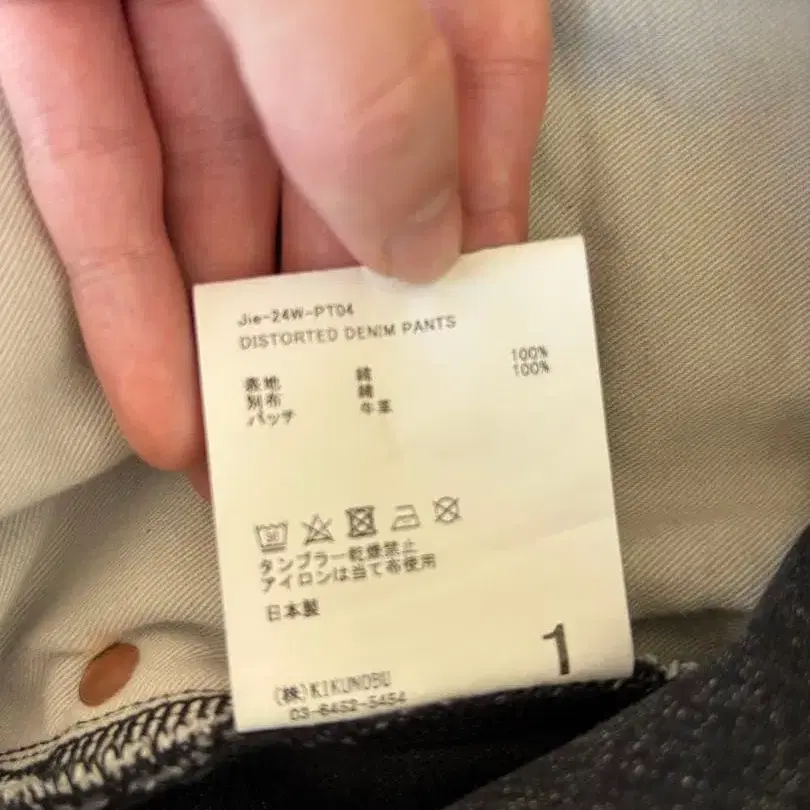 Jie-24W-PT04
DISTORTED DENIM PANTS
表地 綿 100%
別布 綿 100%
パッチ 牛革
30
タンブラー乾燥禁止
アイロンは当て布使用
日本製
1
(株)KIKUNOBU
03-6452-5454